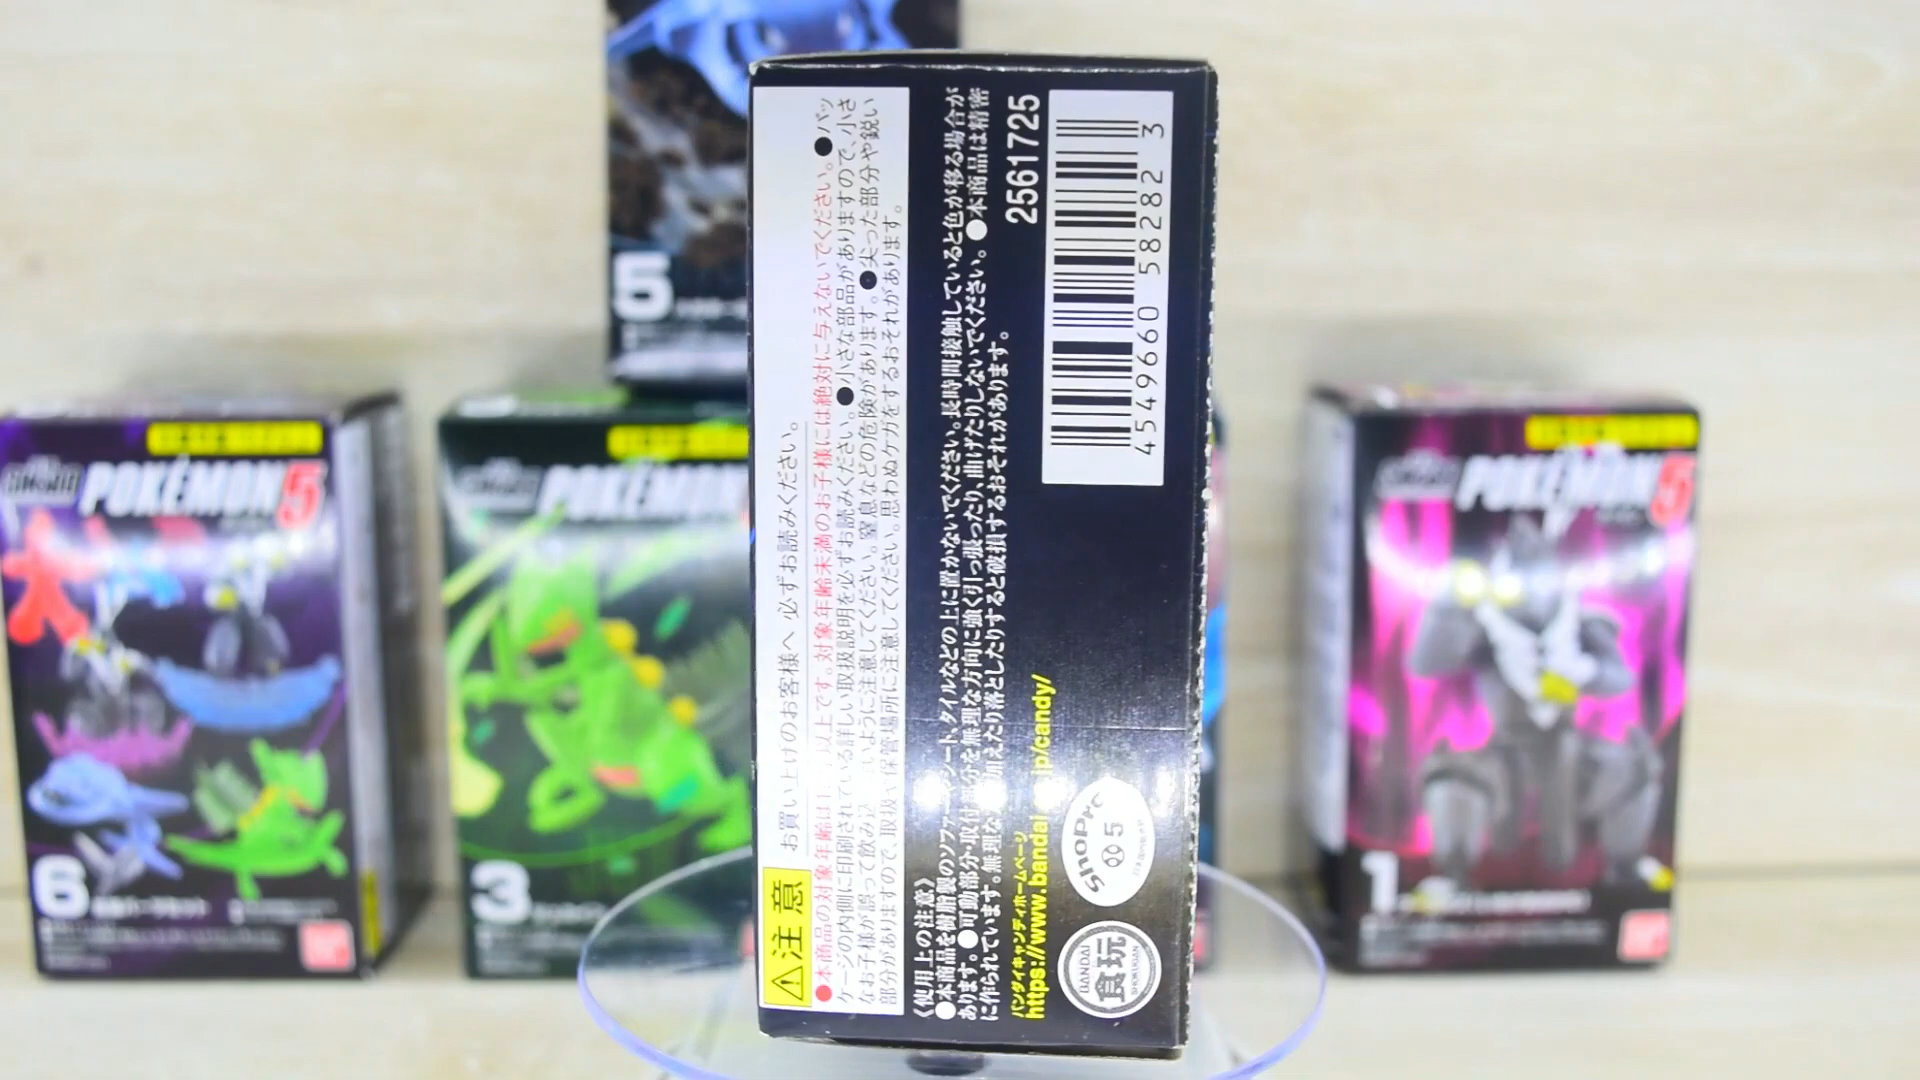 ⚠注意
お買い上げのお客様へ 必ずお読みください。
●本商品の対象年齢は、 以上です。対象年齢未満のお子様には絶対に与えないでください。●パッ
ケージの内側に印刷されている詳しい取扱説明を必ずお読みください。●小さな部品がありますので、小さ
なお子様が誤って飲み込 いように注意してください。窒息などの危険があります。●尖った部分や鋭い
部分がありますので、取扱い、保管場所に注意してください。思わぬケガをするおそれがあります。
《使用上の注意》
●本商品を樹脂製のソファー、シート、タイルなどの上に置かないでください。長時間接触していると色が移る場合が
あります。●可動部分・取付部分を無理な方向に強く引っ張ったり、曲げたりしないでください。●本商品は精密
に作られています。無理な 加えたり落としたりすると破損するおそれがあります。
バンダイキャンディホームページ
https://www.bandai jp/candy/
2561725
4549660 582823
ShoPro
5
BANDAI
食玩
SHOKUGAN
5
POKÉMON 5
6
POKÉMON
3
POKÉMON 5
1